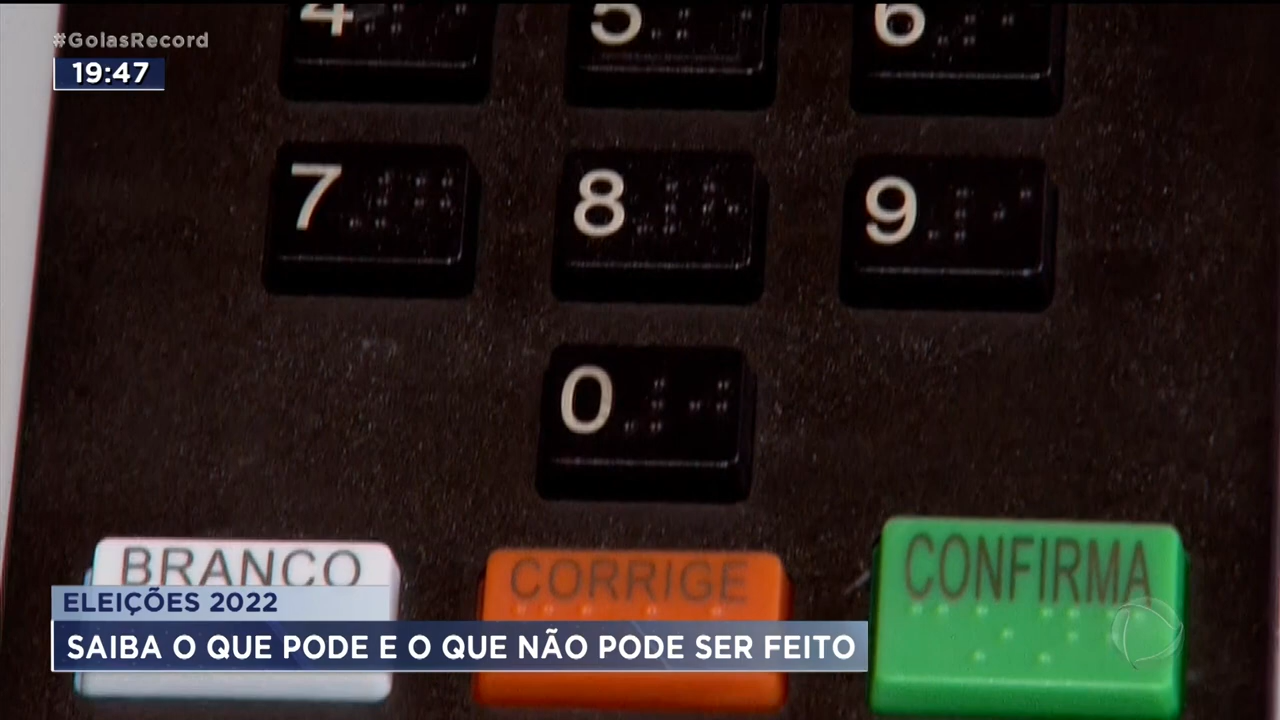 #GoiasRecord
19:47
4 5 6
7 8 9
0
BRANCO CORRIGE CONFIRMA
ELEIÇÕES 2022
SAIBA O QUE PODE E O QUE NÃO PODE SER FEITO